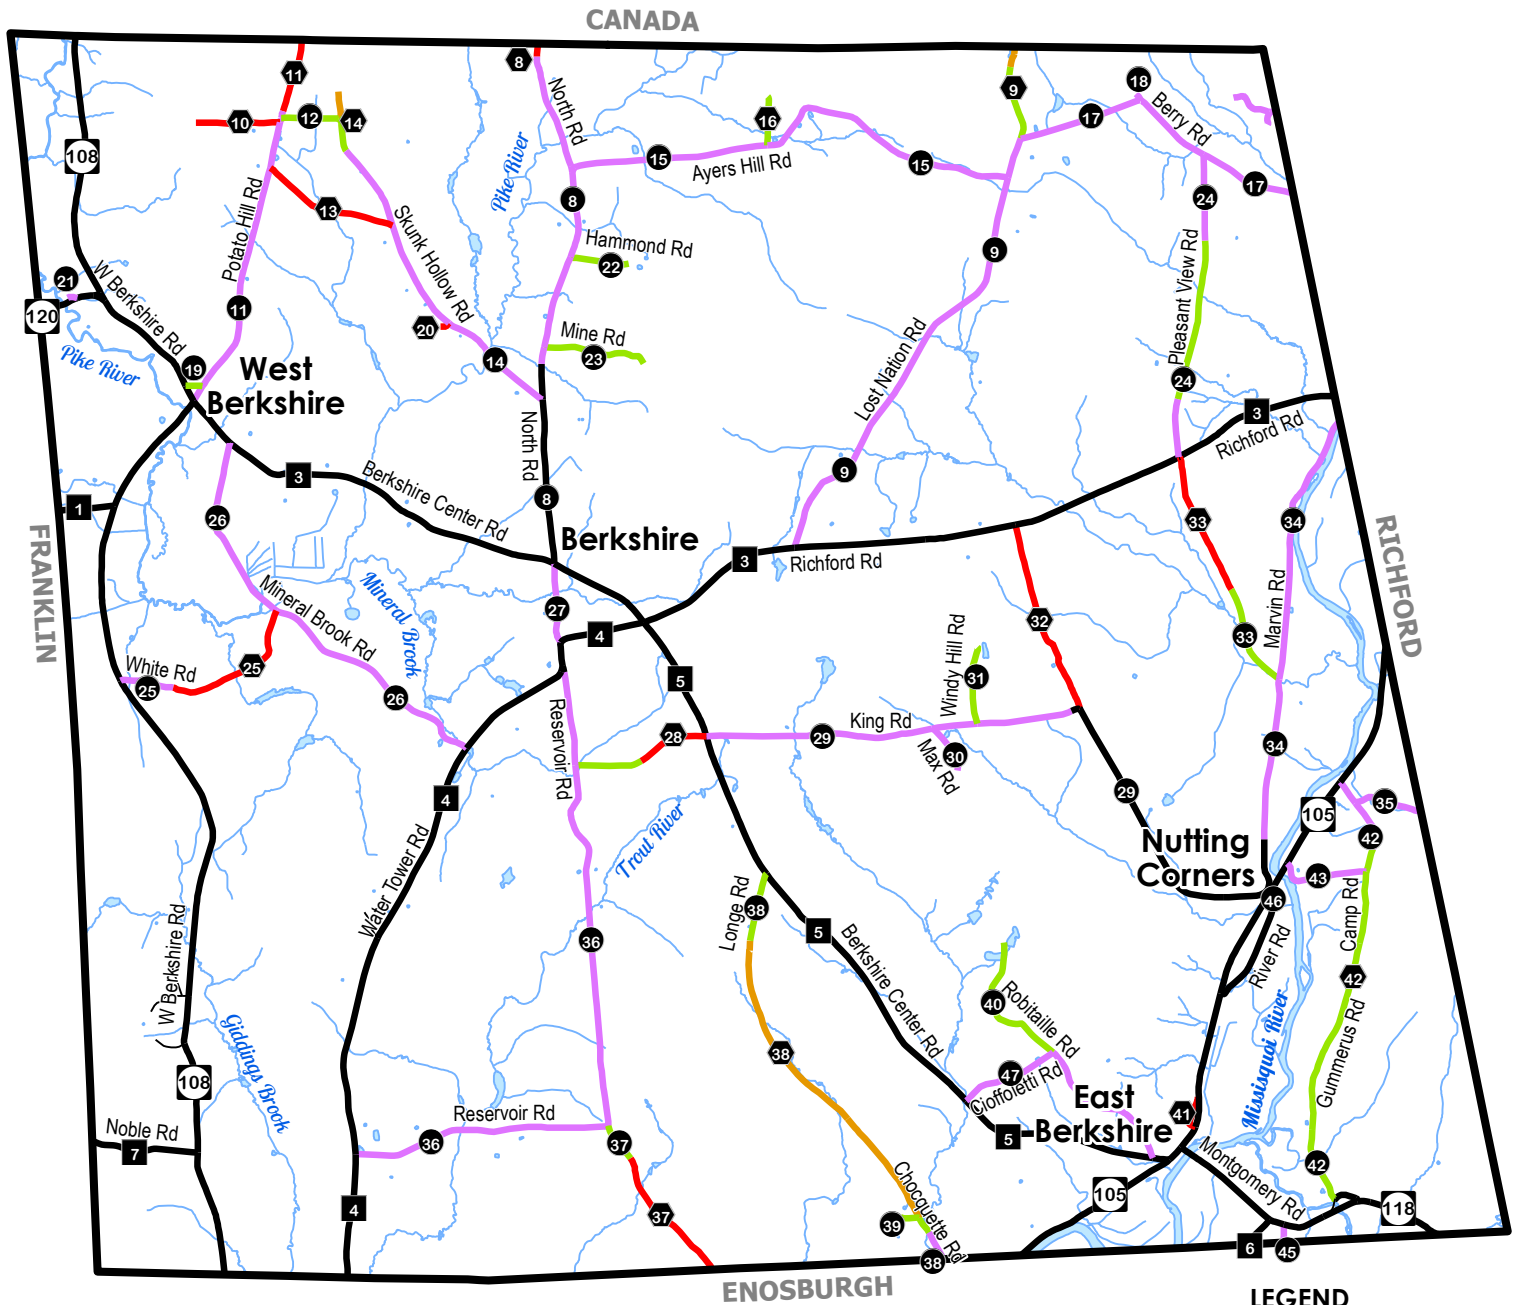 CANADA
8
11
9
18
10
12
14
16
17
North Rd
Berry Rd
108
Pike River
15
Ayers Hill Rd
15
17
8
24
13
Potato Hill Rd
Skunk Hollow Rd
Hammond Rd
22
9
Pleasant View Rd
21
W Berkshire Rd
120
11
20
Mine Rd
23
Lost Nation Rd
Pike River
19
West
Berkshire
14
24
3
Richford Rd
North Rd
3
Berkshire Center Rd
9
8
1
26
34
33
FRANKLIN
RICHFORD
Berkshire
3
Richford Rd
Mineral Brook Rd
Mineral Brook
27
4
32
33
Marvin Rd
White Rd
25
25
26
5
Windy Hill Rd
31
Reservoir Rd
28
29
King Rd
30
Max Rd
34
4
29
35
105
Trout River
Water Tower Rd
Nutting
Corners
42
43
46
Longe Rd
38
5
Berkshire Center Rd
36
Camp Rd
River Rd
W Berkshire Rd
42
40
Robitaille Rd
Giddings Brook
38
Missisquoi River
Gummerus Rd
108
47
Cioffoletti Rd
East
Berkshire
41
Reservoir Rd
36
37
5
Noble Rd
7
42
Montgomery Rd
105
Chocquette Rd
4
37
39
118
38
6
45
ENOSBURGH
LEGEND